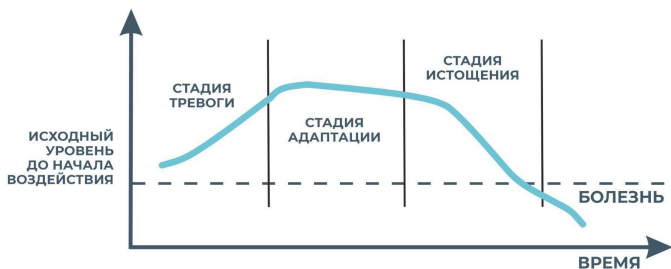 СТАДИЯ
ТРЕВОГИ
СТАДИЯ
АДАПТАЦИИ
СТАДИЯ
ИСТОЩЕНИЯ
ИСХОДНЫЙ
УРОВЕНЬ
ДО НАЧАЛА
ВОЗДЕЙСТВИЯ
БОЛЕЗНЬ
ВРЕМЯ